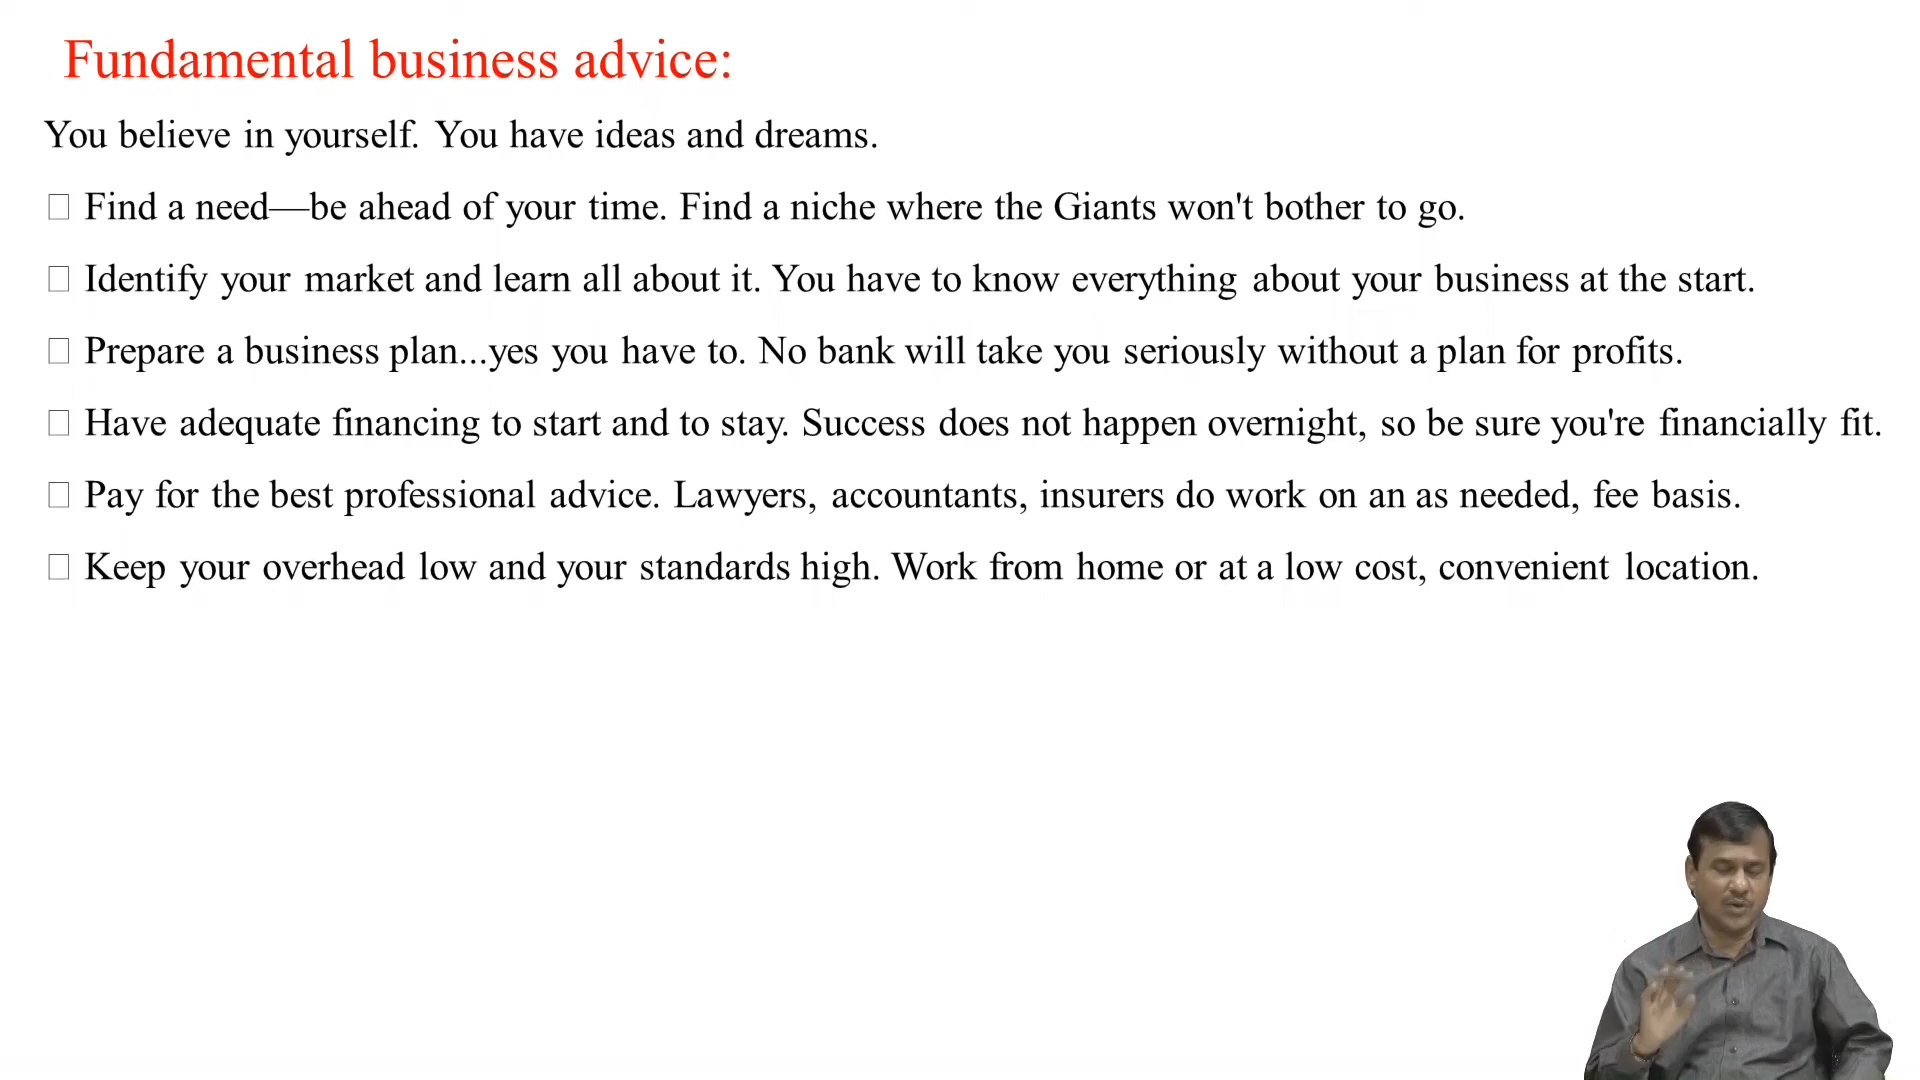 Fundamental business advice:
You believe in yourself. You have ideas and dreams.
□ Find a need—be ahead of your time. Find a niche where the Giants won't bother to go.
□ Identify your market and learn all about it. You have to know everything about your business at the start.
□ Prepare a business plan...yes you have to. No bank will take you seriously without a plan for profits.
□ Have adequate financing to start and to stay. Success does not happen overnight, so be sure you're financially fit.
□ Pay for the best professional advice. Lawyers, accountants, insurers do work on an as needed, fee basis.
□ Keep your overhead low and your standards high. Work from home or at a low cost, convenient location.